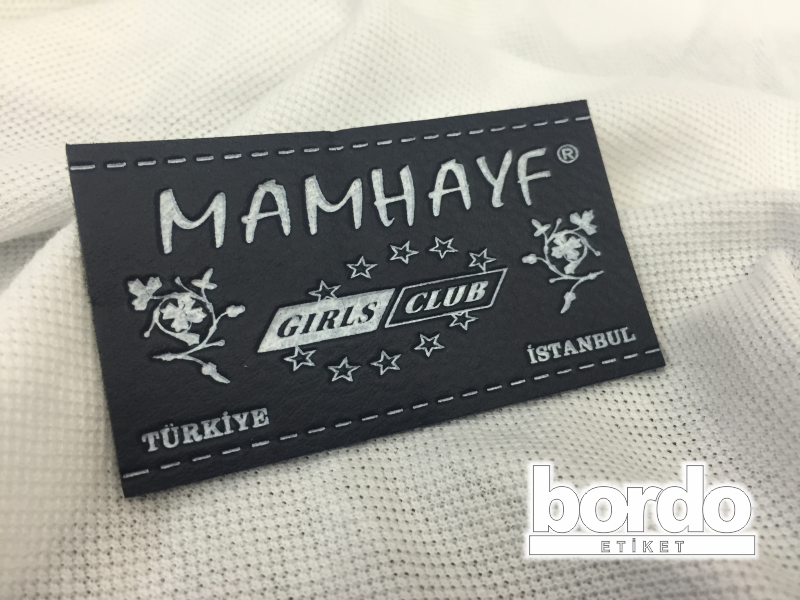 MAMHAYF®
GIRLS CLUB
TÜRKİYE
İSTANBUL
bordo
ETİKET